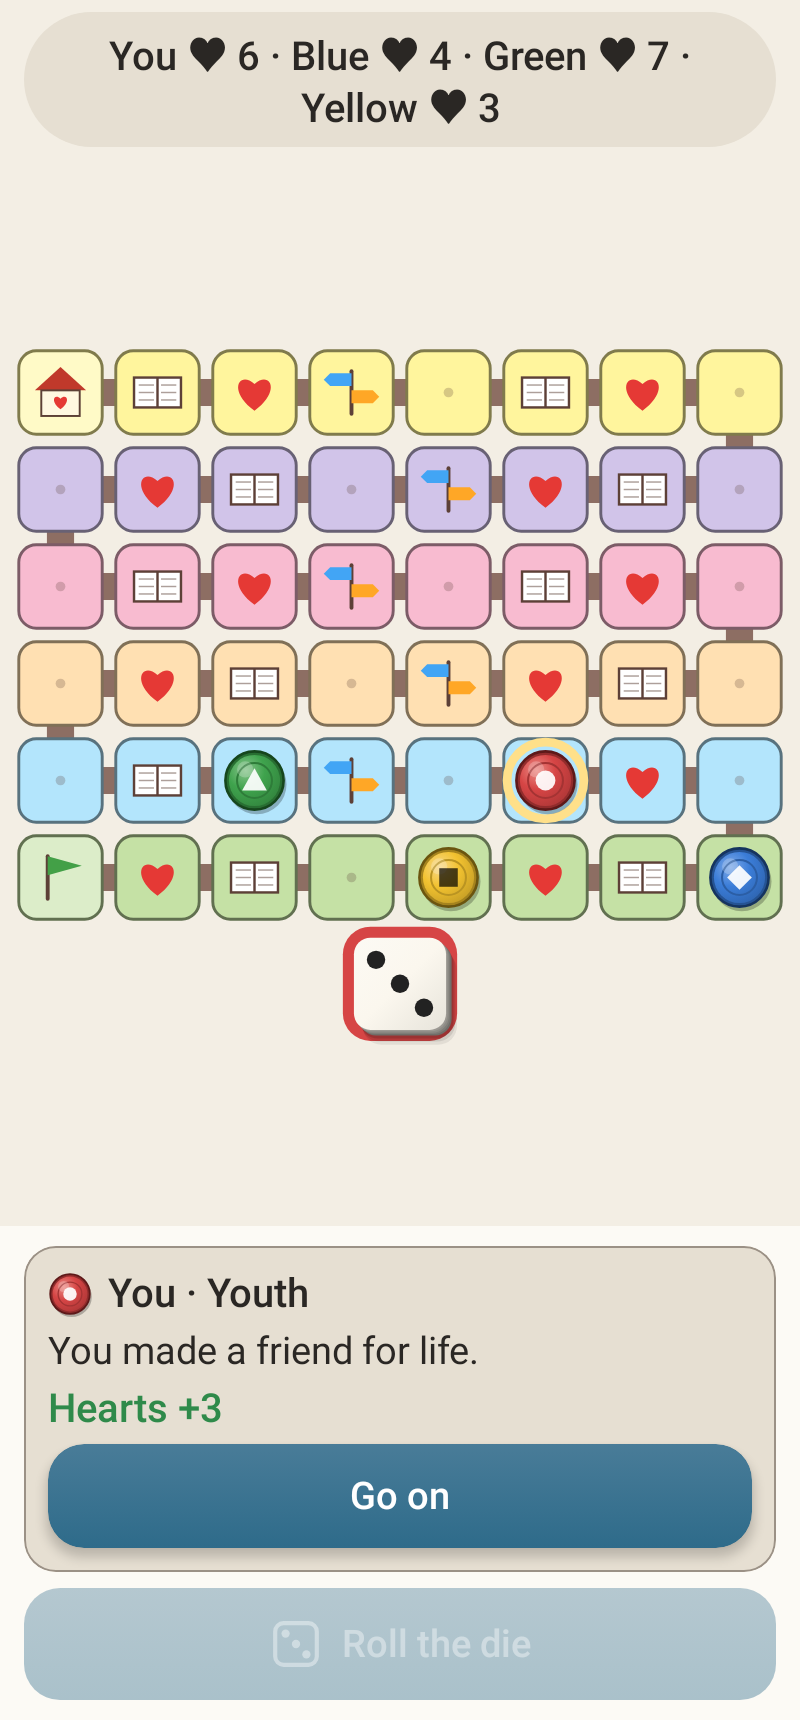 You ♥ 6 · Blue ♥ 4 · Green ♥ 7 ·
Yellow ♥ 3
You · Youth
You made a friend for life.
Hearts +3
Go on
Roll the die